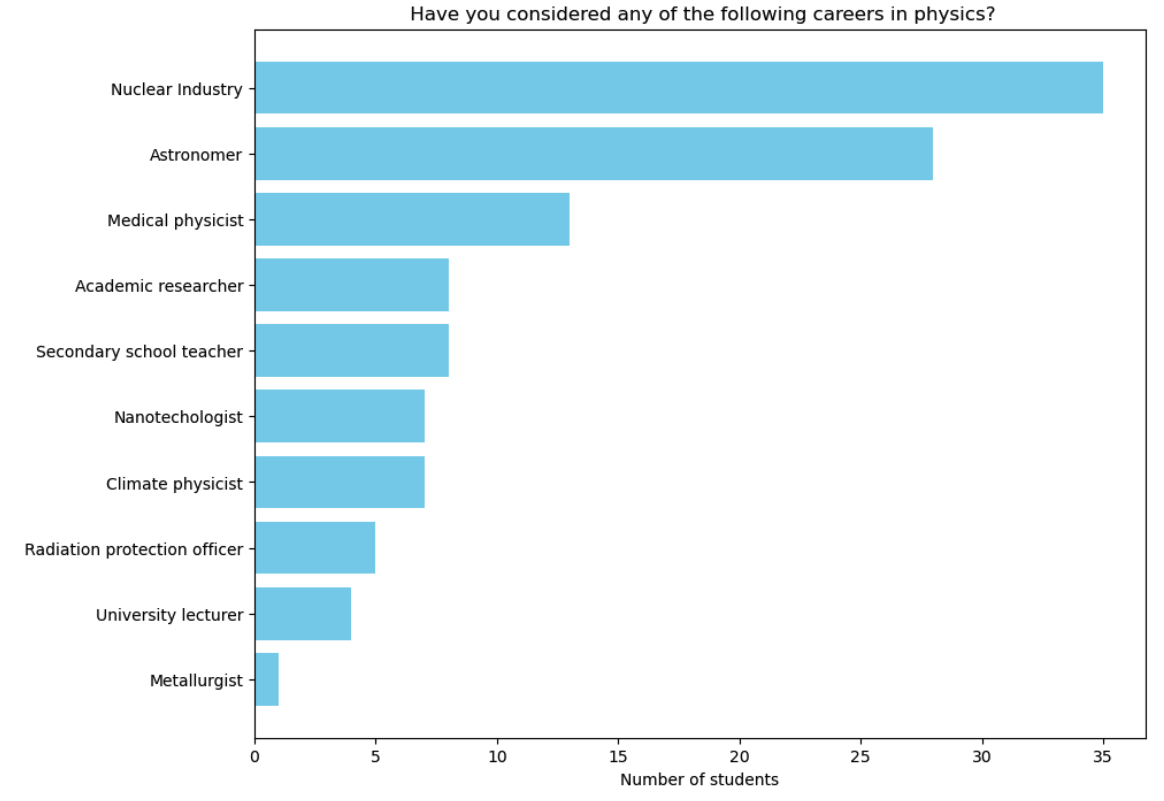 Have you considered any of the following careers in physics?
Nuclear Industry
Astronomer
Medical physicist
Academic researcher
Secondary school teacher
Nanotechologist
Climate physicist
Radiation protection officer
University lecturer
Metallurgist
0 5 10 15 20 25 30 35
Number of students